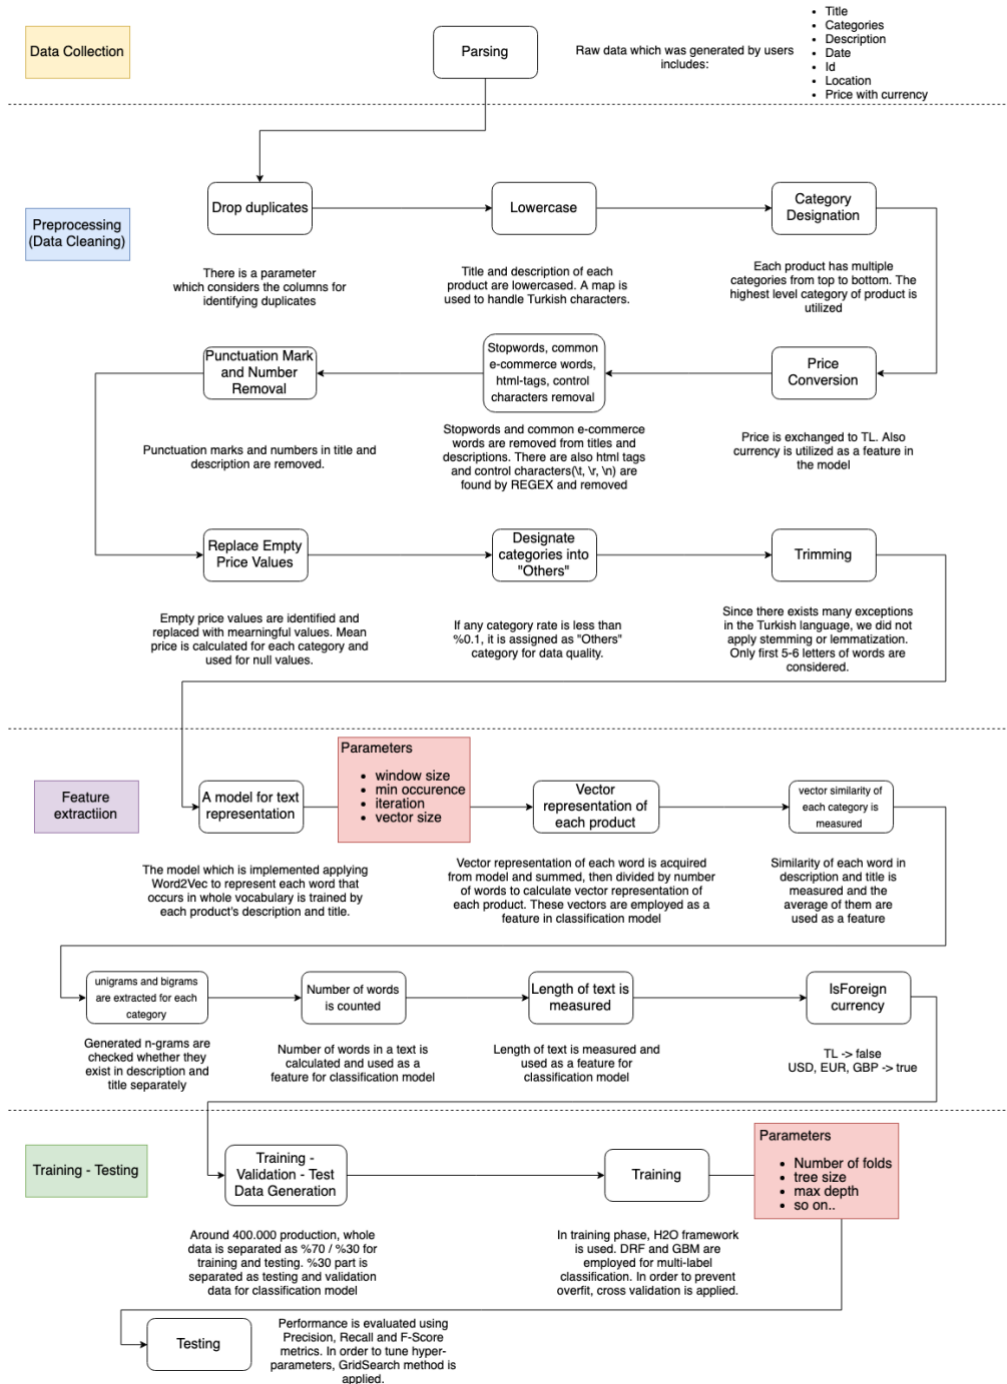 Data Collection
Parsing
Raw data which was generated by users
includes:
• Title
• Categories
• Description
• Date
• Id
• Location
• Price with currency
Preprocessing
(Data Cleaning)
Drop duplicates
Lowercase
Category
Designation
There is a parameter
which considers the columns for
identifying duplicates
Title and description of each
product are lowercased. A map is
used to handle Turkish characters.
Each product has multiple
categories from top to bottom. The
highest level category of product is
utilized
Punctuation Mark
and Number
Removal
Stopwords, common
e-commerce words,
html-tags, control
characters removal
Price
Conversion
Punctuation marks and numbers in title and
description are removed.
Stopwords and common e-commerce
words are removed from titles and
descriptions. There are also html tags
and control characters(\t, \r, \n) are
found by REGEX and removed
Price is exchanged to TL. Also
currency is utilized as a feature in
the model
Replace Empty
Price Values
Designate
categories into
"Others"
Trimming
Empty price values are identified and
replaced with mearningful values. Mean
price is calculated for each category and
used for null values.
If any category rate is less than
%0.1, it is assigned as "Others"
category for data quality.
Since there exists many exceptions
in the Turkish language, we did not
apply stemming or lemmatization.
Only first 5-6 letters of words are
considered.
Feature
extractiion
A model for text
representation
Parameters
• window size
• min occurence
• iteration
• vector size
Vector
representation of
each product
vector similarity of
each category is
measured
The model which is implemented applying
Word2Vec to represent each word that
occurs in whole vocabulary is trained by
each product's description and title.
Vector representation of each word is acquired
from model and summed, then divided by number
of words to calculate vector representation of
each product. These vectors are employed as a
feature in classification model
Similarity of each word in
description and title is
measured and the
average of them are
used as a feature
unigrams and bigrams
are extracted for each
category
Number of words
is counted
Length of text is
measured
IsForeign
currency
Generated n-grams are
checked whether they
exist in description and
title separately
Number of words in a text is
calculated and used as a
feature for classification model
Length of text is measured and
used as a feature for
classification model
TL -> false
USD, EUR, GBP -> true
Training - Testing
Training -
Validation - Test
Data Generation
Training
Parameters
• Number of folds
• tree size
• max depth
• so on..
Around 400.000 production, whole
data is separated as %70 / %30 for
training and testing. %30 part is
separated as testing and validation
data for classification model
In training phase, H2O framework
is used. DRF and GBM are
employed for multi-label
classification. In order to prevent
overfit, cross validation is applied.
Testing
Performance is evaluated using
Precision, Recall and F-Score
metrics. In order to tune hyper-
parameters, GridSearch method is
applied.